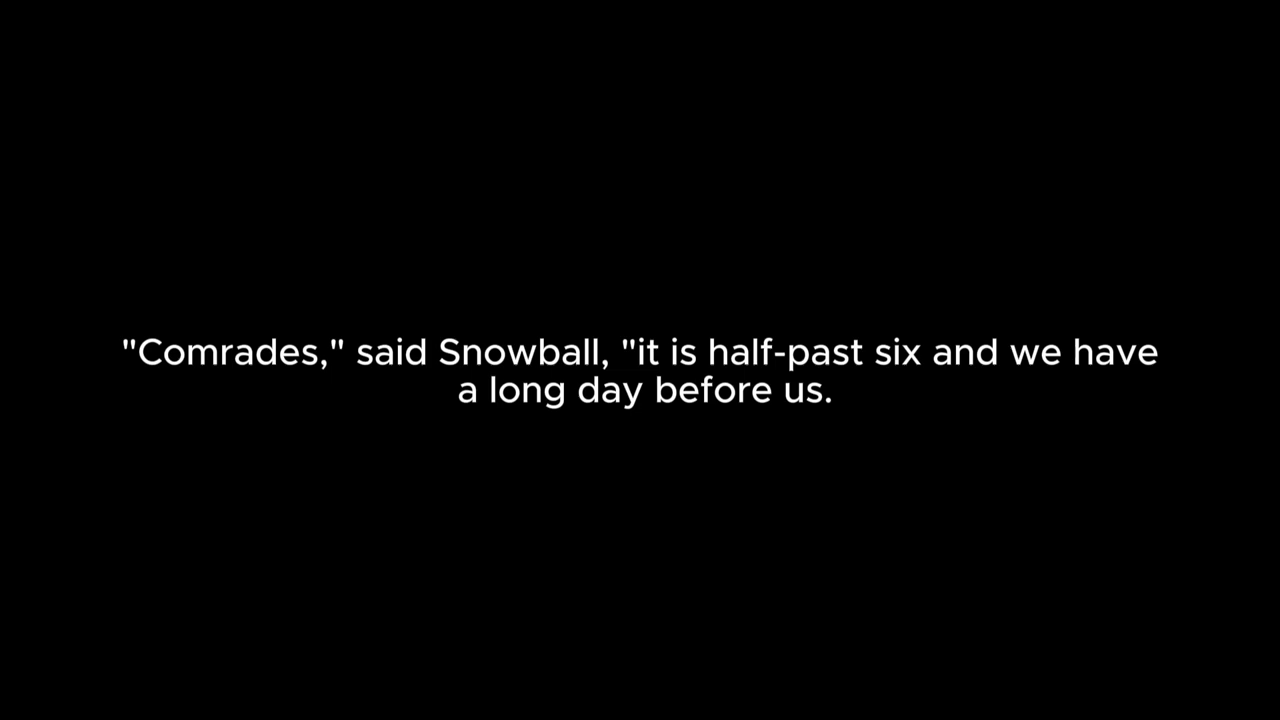 "Comrades," said Snowball, "it is half-past six and we have
a long day before us.